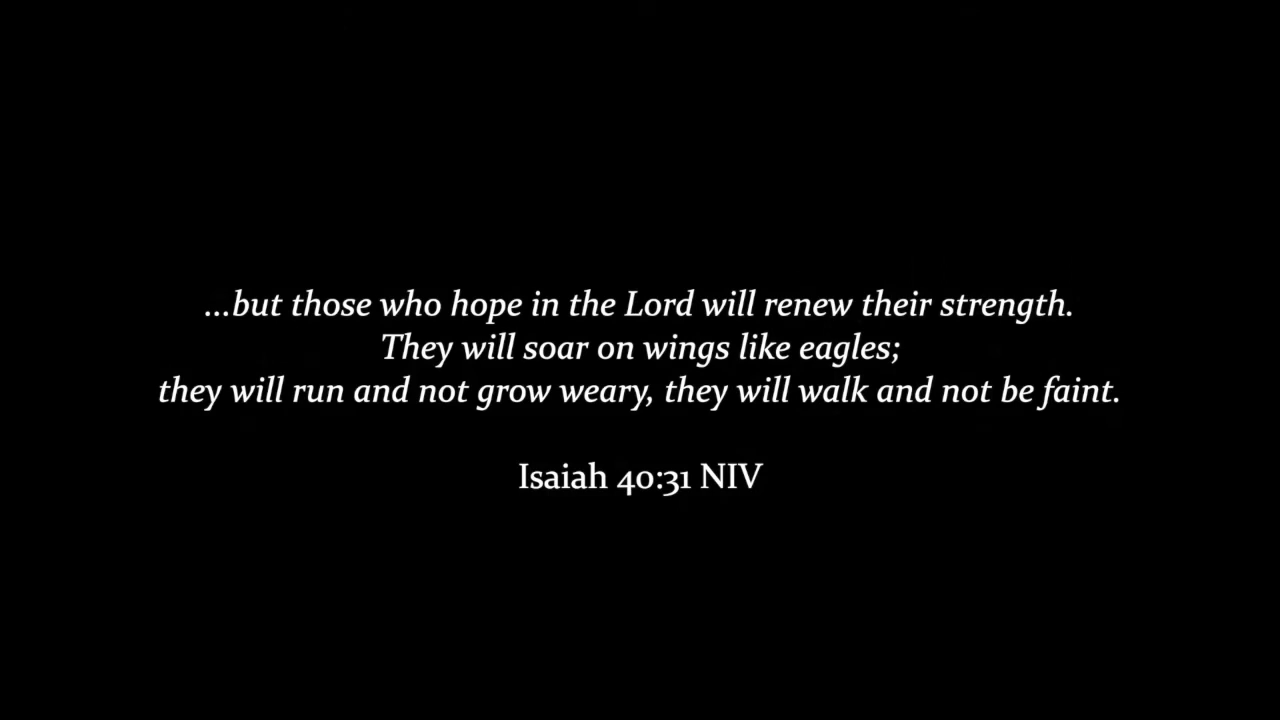 ...but those who hope in the Lord will renew their strength.
They will soar on wings like eagles;
they will run and not grow weary, they will walk and not be faint.
Isaiah 40:31 NIV